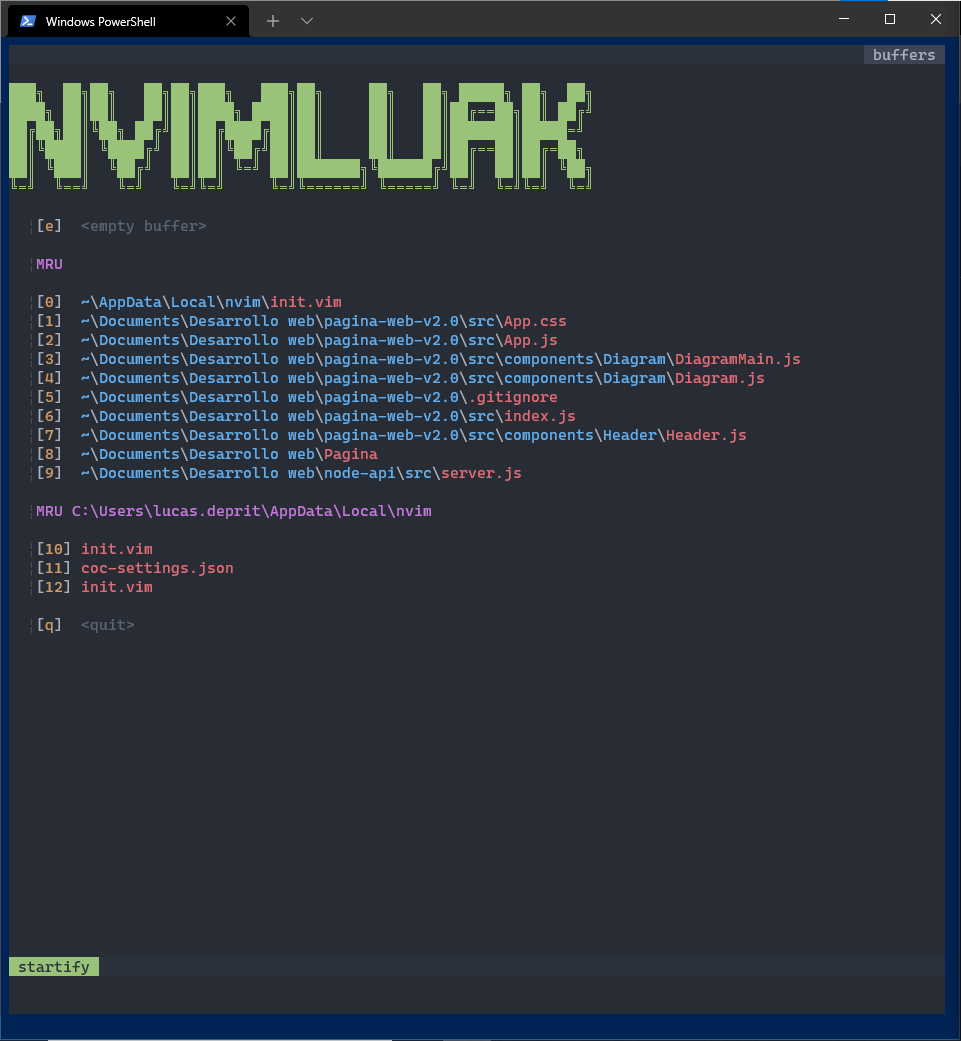 Windows PowerShell
buffers
NVIMLUAK
[e]  <empty buffer>
MRU
[0]  ~\AppData\Local\nvim\init.vim
[1]  ~\Documents\Desarrollo web\pagina-web-v2.0\src\App.css
[2]  ~\Documents\Desarrollo web\pagina-web-v2.0\src\App.js
[3]  ~\Documents\Desarrollo web\pagina-web-v2.0\src\components\Diagram\DiagramMain.js
[4]  ~\Documents\Desarrollo web\pagina-web-v2.0\src\components\Diagram\Diagram.js
[5]  ~\Documents\Desarrollo web\pagina-web-v2.0\.gitignore
[6]  ~\Documents\Desarrollo web\pagina-web-v2.0\src\index.js
[7]  ~\Documents\Desarrollo web\pagina-web-v2.0\src\components\Header\Header.js
[8]  ~\Documents\Desarrollo web\Pagina
[9]  ~\Documents\Desarrollo web\node-api\src\server.js
MRU C:\Users\lucas.deprit\AppData\Local\nvim
[10] init.vim
[11] coc-settings.json
[12] init.vim
[q]  <quit>
startify